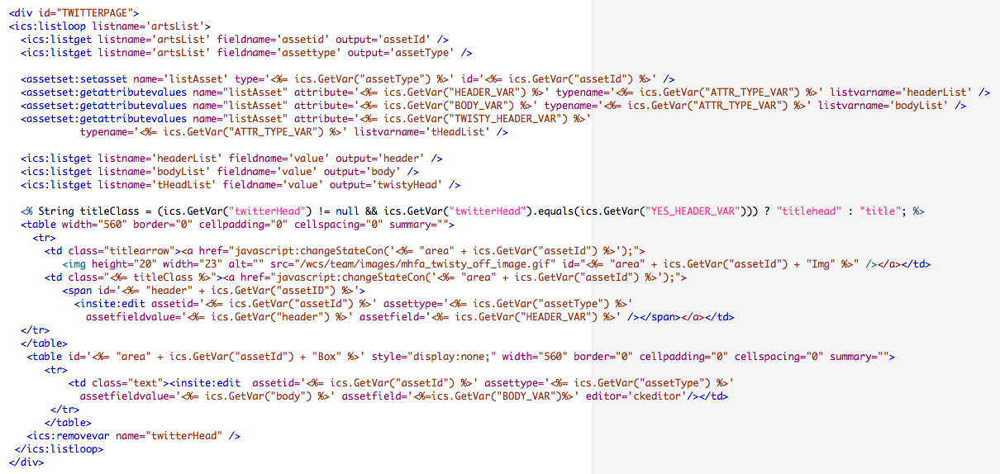 <div id="TWITTERPAGE">
<ics:listloop listname='artsList'>
<ics:listget listname='artsList' fieldname='assetid' output='assetId' />
<ics:listget listname='artsList' fieldname='assettype' output='assetType' />
<assetset:setasset name='listAsset' type='<%= ics.GetVar("assetType") %>' id='<%= ics.GetVar("assetId") %>' />
<assetset:getattributevalues name="listAsset" attribute='<%= ics.GetVar("HEADER_VAR") %>' typename='<%= ics.GetVar("ATTR_TYPE_VAR") %>' listvarname='headerList' />
<assetset:getattributevalues name="listAsset" attribute='<%= ics.GetVar("BODY_VAR") %>' typename='<%= ics.GetVar("ATTR_TYPE_VAR") %>' listvarname='bodyList' />
<assetset:getattributevalues name="listAsset" attribute='<%= ics.GetVar("TWISTY_HEADER_VAR") %>'
typename='<%= ics.GetVar("ATTR_TYPE_VAR") %>' listvarname='tHeadList' />
<ics:listget listname='headerList' fieldname='value' output='header' />
<ics:listget listname='bodyList' fieldname='value' output='body' />
<ics:listget listname='tHeadList' fieldname='value' output='twistyHead' />
<% String titleClass = (ics.GetVar("twitterHead") != null && ics.GetVar("twitterHead").equals(ics.GetVar("YES_HEADER_VAR"))) ? "titlehead" : "title"; %>
<table width="560" border="0" cellpadding="0" cellspacing="0" summary="">
<tr>
<td class="titlearrow"><a href="javascript:changeStateCon('<%= "area" + ics.GetVar("assetId") %>');">
<img height="20" width="23" alt="" src="/wcs/team/images/mhfa_twisty_off_image.gif" id="<%= "area" + ics.GetVar("assetId") + "Img" %>" /></a></td>
<td class="<%= titleClass %>"><a href="javascript:changeStateCon('<%= "area" + ics.GetVar("assetId") %>');">
<span id='<%= "header" + ics.GetVar("assetID") %>'>
<insite:edit assetid='<%= ics.GetVar("assetId") %>' assettype='<%= ics.GetVar("assetType") %>'
assetfieldvalue='<%= ics.GetVar("header") %>' assetfield='<%= ics.GetVar("HEADER_VAR") %>' /></span></a></td>
</tr>
</table>
<table id='<%= "area" + ics.GetVar("assetId") + "Box" %>' style="display:none;" width="560" border="0" cellpadding="0" cellspacing="0" summary="">
<tr>
<td class="text"><insite:edit  assetid='<%= ics.GetVar("assetId") %>' assettype='<%= ics.GetVar("assetType") %>'
assetfieldvalue='<%= ics.GetVar("body") %>' assetfield='<%=ics.GetVar("BODY_VAR")%>' editor='ckeditor'/></td>
</tr>
</table>
<ics:removevar name="twitterHead" />
</ics:listloop>
</div>